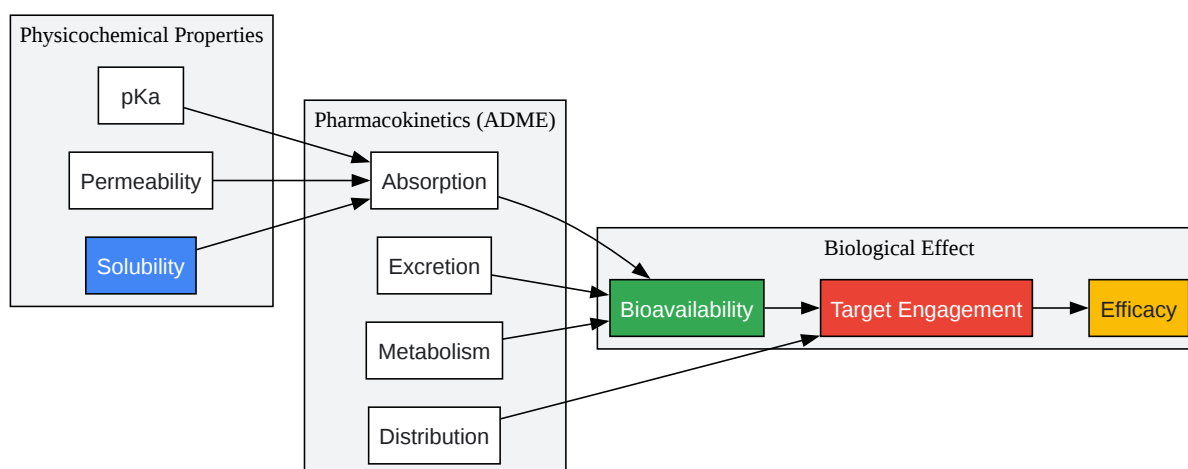 Physicochemical Properties
pKa
Permeability
Solubility
Pharmacokinetics (ADME)
Absorption
Excretion
Metabolism
Distribution
Biological Effect
Bioavailability
Target Engagement
Efficacy